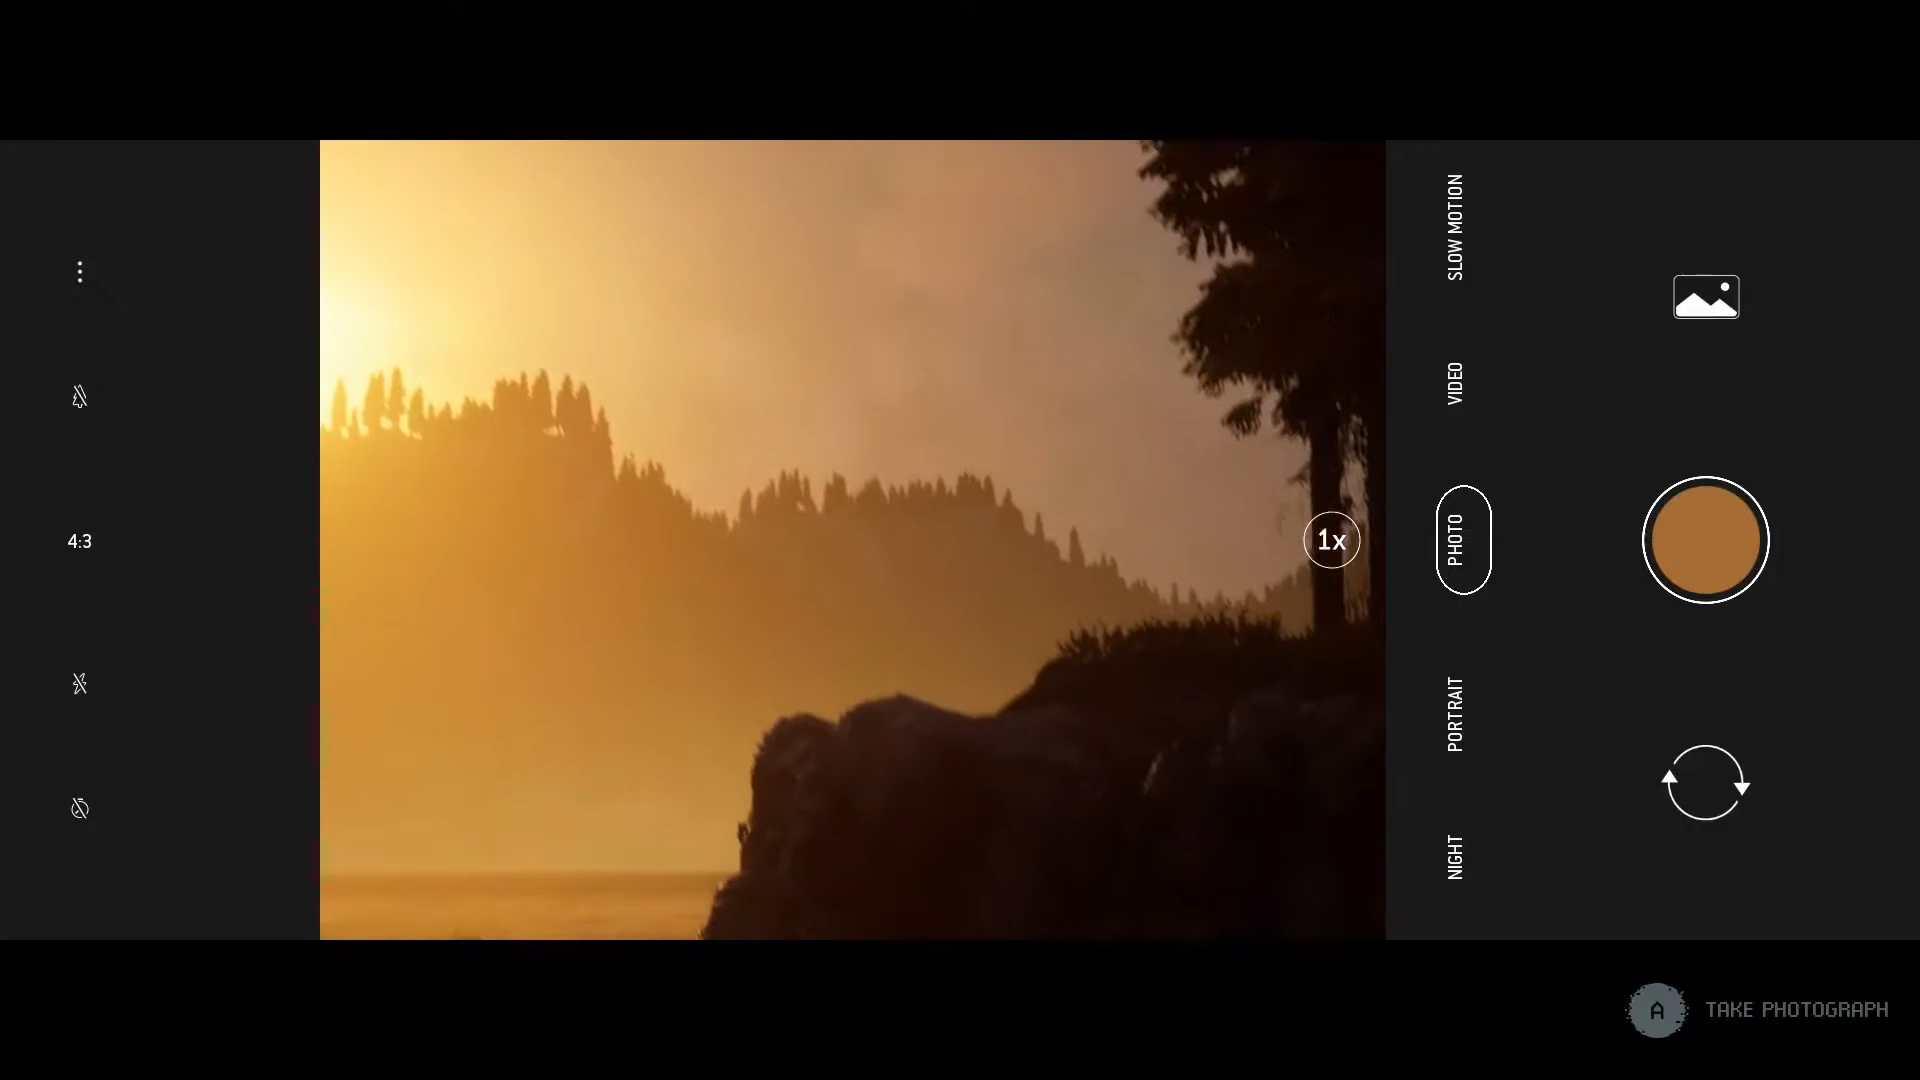 4:3
1x
SLOW MOTION
VIDEO
PHOTO
PORTRAIT
NIGHT
A TAKE PHOTOGRAPH